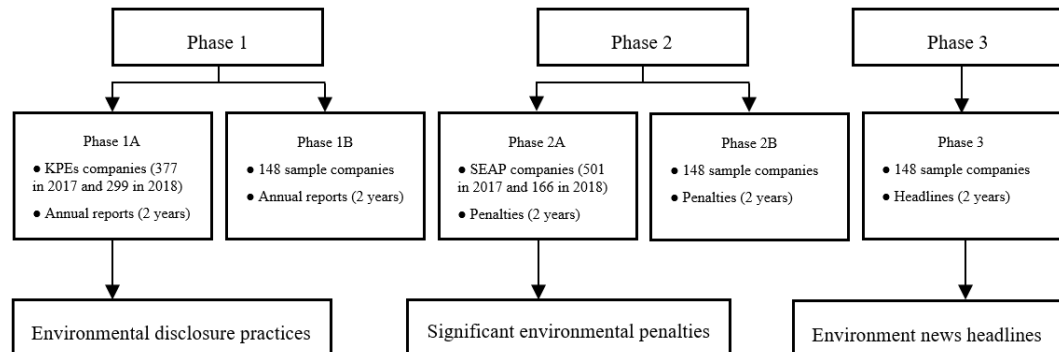 Phase 1
Phase 2
Phase 3
Phase 1A
● KPEs companies (377
in 2017 and 299 in 2018)
● Annual reports (2 years)
Phase 1B
● 148 sample companies
● Annual reports (2 years)
Phase 2A
● SEAP companies (501
in 2017 and 166 in 2018)
● Penalties (2 years)
Phase 2B
● 148 sample companies
● Penalties (2 years)
Phase 3
● 148 sample companies
● Headlines (2 years)
Environmental disclosure practices
Significant environmental penalties
Environment news headlines